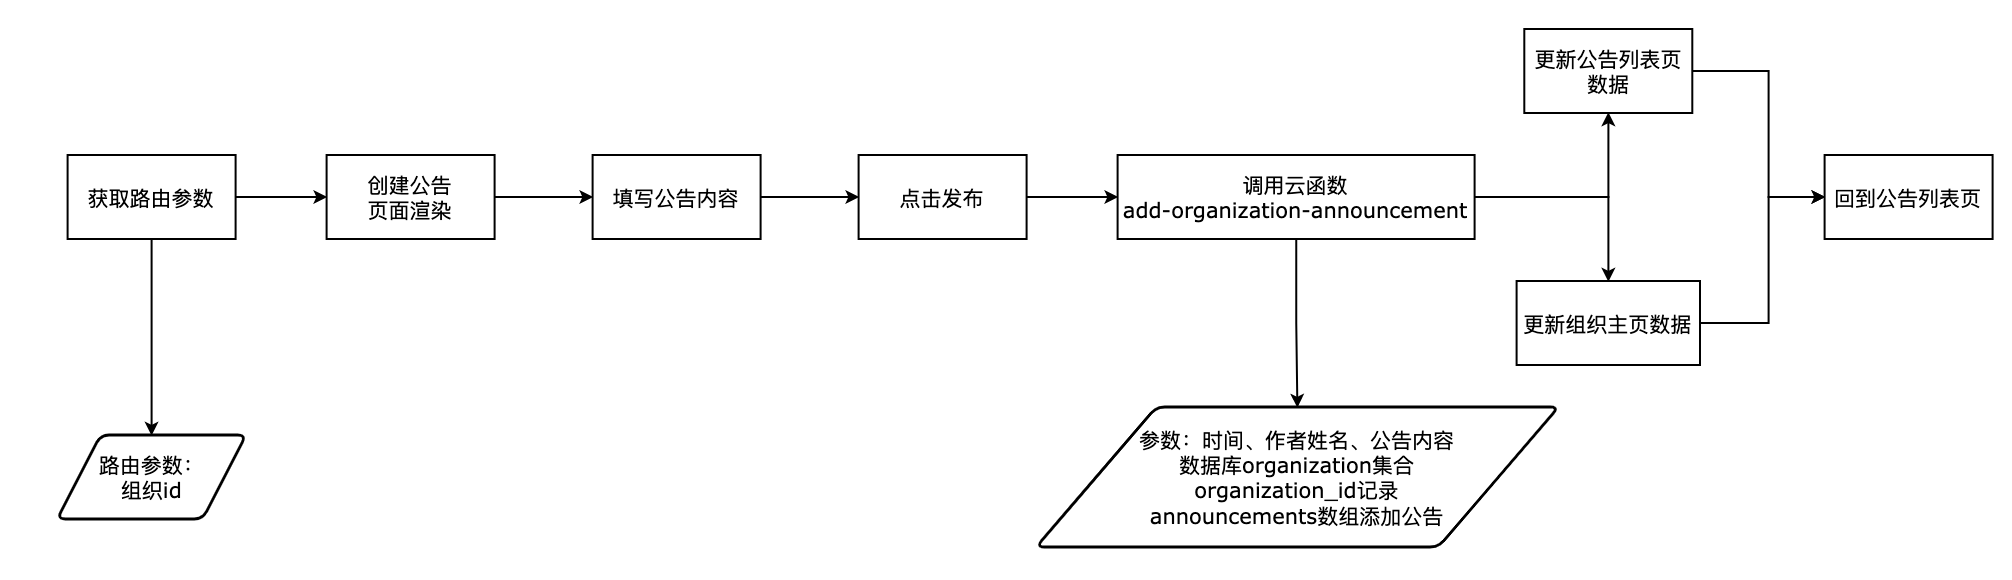 获取路由参数
创建公告
页面渲染
填写公告内容
点击发布
调用云函数
add-organization-announcement
更新公告列表页
数据
更新组织主页数据
回到公告列表页
路由参数：
组织id
参数：时间、作者姓名、公告内容
数据库organization集合
organization_id记录
announcements数组添加公告